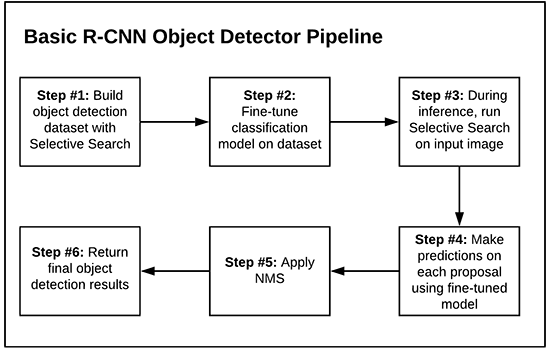 Basic R-CNN Object Detector Pipeline
Step #1: Build
object detection
dataset with
Selective Search
Step #2:
Fine-tune
classification
model on dataset
Step #3: During
inference, run
Selective Search
on input image
Step #4: Make
predictions on
each proposal
using fine-tuned
model
Step #5: Apply
NMS
Step #6: Return
final object
detection results